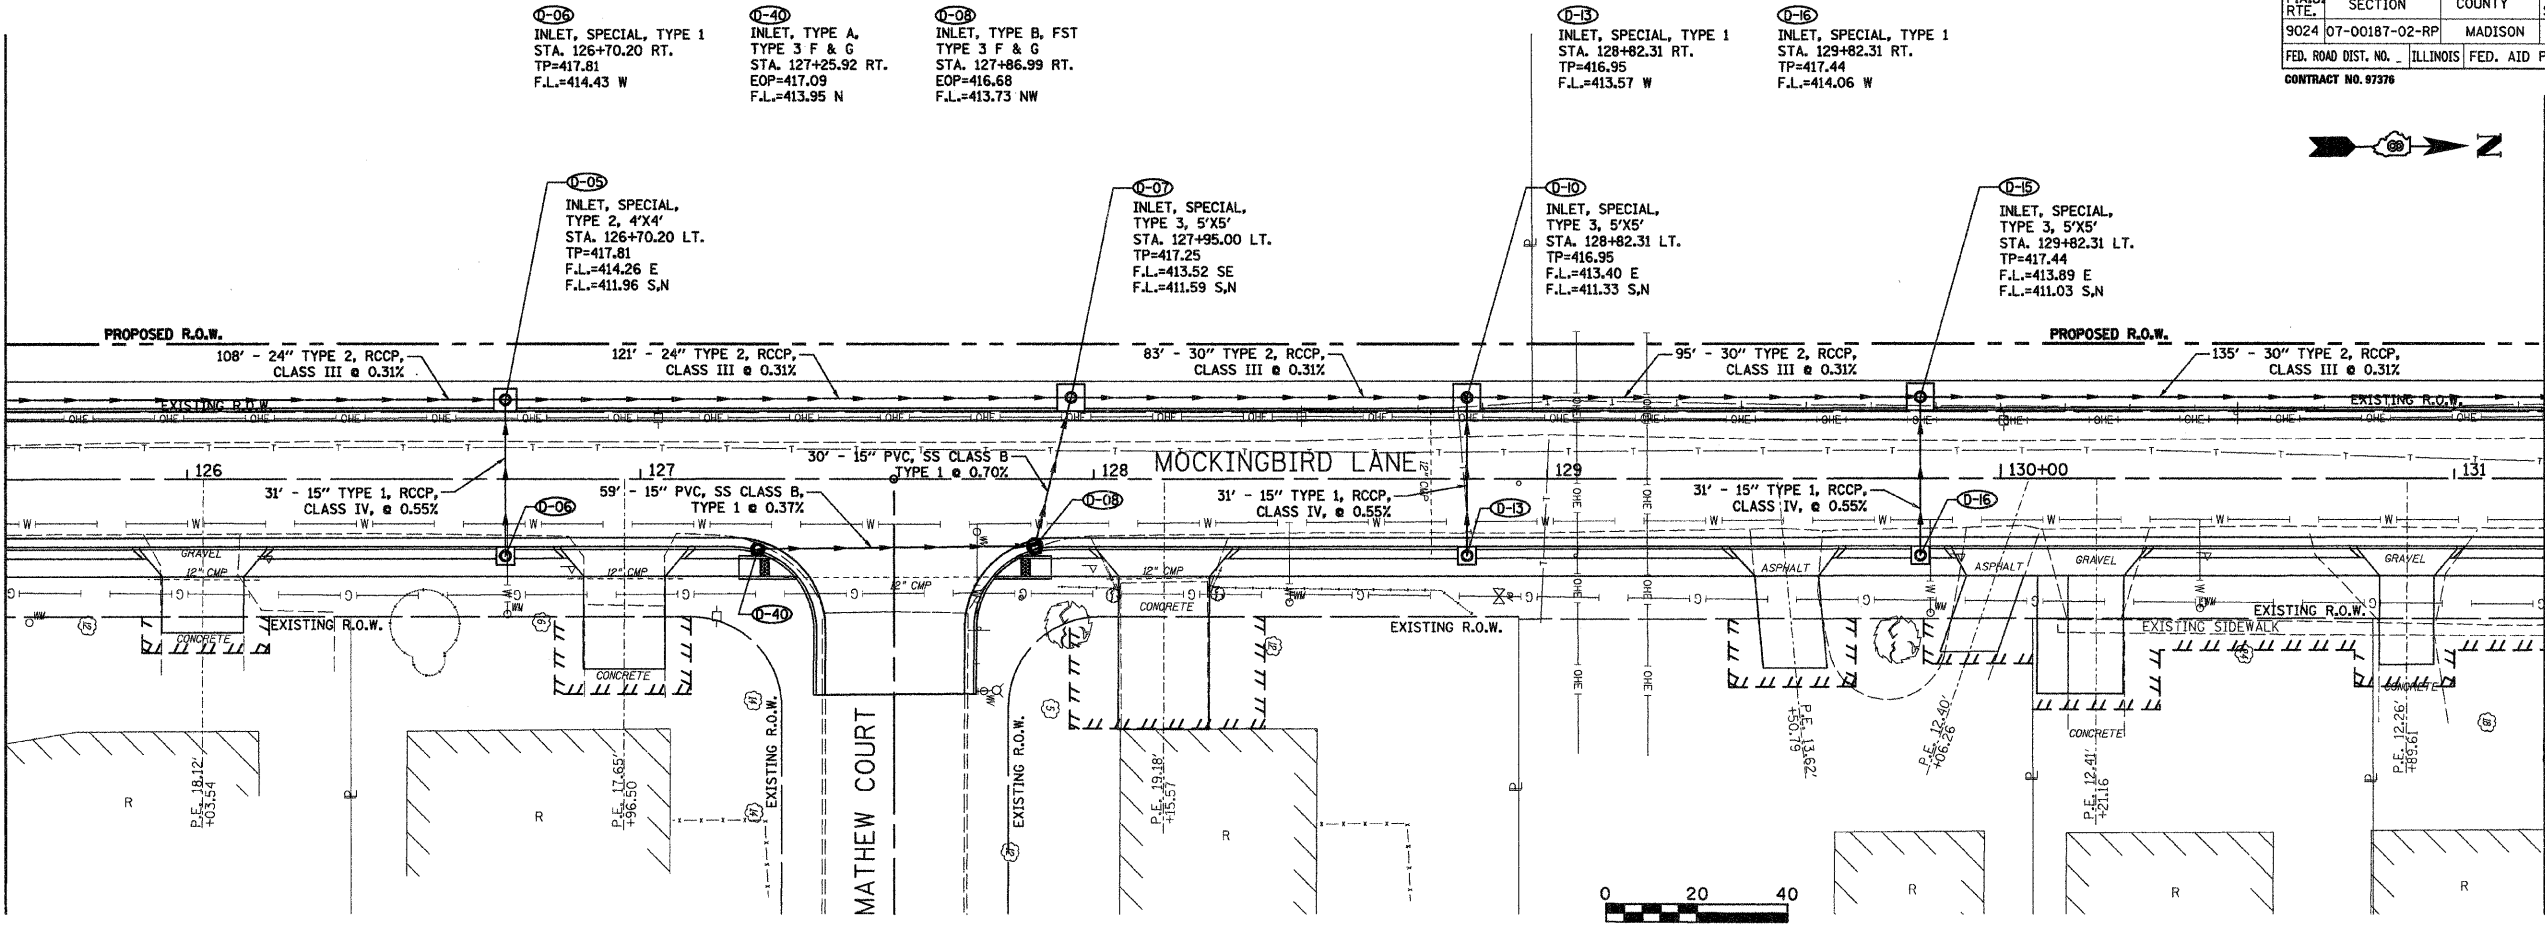 D-06
INLET, SPECIAL, TYPE 1
STA. 126+70.20 RT.
TP=417.81
F.L.=414.43 W
D-40
INLET, TYPE A,
TYPE 3 F & G
STA. 127+25.92 RT.
EOP=417.09
F.L.=413.95 N
D-08
INLET, TYPE B, FST
TYPE 3 F & G
STA. 127+86.99 RT.
EOP=416.68
F.L.=413.73 NW
D-13
INLET, SPECIAL, TYPE 1
STA. 128+82.31 RT.
TP=416.95
F.L.=413.57 W
D-16
INLET, SPECIAL, TYPE 1
STA. 129+82.31 RT.
TP=417.44
F.L.=414.06 W
RTE. SECTION COUNTY
9024 07-00187-02-RP MADISON
FED. ROAD DIST. NO. _ ILLINOIS FED. AID P
CONTRACT NO. 97376
N
D-05
INLET, SPECIAL,
TYPE 2, 4'X4'
STA. 126+70.20 LT.
TP=417.81
F.L.=414.26 E
F.L.=411.96 S,N
D-07
INLET, SPECIAL,
TYPE 3, 5'X5'
STA. 127+95.00 LT.
TP=417.25
F.L.=413.52 SE
F.L.=411.59 S,N
D-10
INLET, SPECIAL,
TYPE 3, 5'X5'
STA. 128+82.31 LT.
TP=416.95
F.L.=413.40 E
F.L.=411.33 S,N
D-15
INLET, SPECIAL,
TYPE 3, 5'X5'
STA. 129+82.31 LT.
TP=417.44
F.L.=413.89 E
F.L.=411.03 S,N
PROPOSED R.O.W.
PROPOSED R.O.W.
108' - 24" TYPE 2, RCCP,
CLASS III @ 0.31%
121' - 24" TYPE 2, RCCP,
CLASS III @ 0.31%
83' - 30" TYPE 2, RCCP,
CLASS III @ 0.31%
95' - 30" TYPE 2, RCCP,
CLASS III @ 0.31%
135' - 30" TYPE 2, RCCP,
CLASS III @ 0.31%
EXISTING R.O.W.
EXISTING R.O.W.
126
127
128
MOCKINGBIRD LANE
129
130+00
131
31' - 15" TYPE 1, RCCP,
CLASS IV, @ 0.55%
59' - 15" PVC, SS CLASS B,
TYPE 1 @ 0.37%
30' - 15" PVC, SS CLASS B
TYPE 1 @ 0.70%
31' - 15" TYPE 1, RCCP,
CLASS IV, @ 0.55%
31' - 15" TYPE 1, RCCP,
CLASS IV, @ 0.55%
12" CMP
D-06
D-08
D-13
D-16
D-40
GRAVEL
12" CMP
12" CMP
12" CMP
12" CMP
CONCRETE
ASPHALT
ASPHALT
GRAVEL
GRAVEL
EXISTING R.O.W.
EXISTING R.O.W.
EXISTING R.O.W.
EXISTING SIDEWALK
CONCRETE
CONCRETE
CONCRETE
CONCRETE
EXISTING R.O.W.
MATHEW COURT
EXISTING R.O.W.
P.E. 18.12'
+03.54
P.E. 17.65'
+96.50
P.E. 19.18'
+15.57
P.E. 13.62'
+50.79
P.E. 12.40'
+06.26
P.E. 12.41'
+21.16
P.E. 12.26'
+89.61
R
R
R
R
R
R
0 20 40